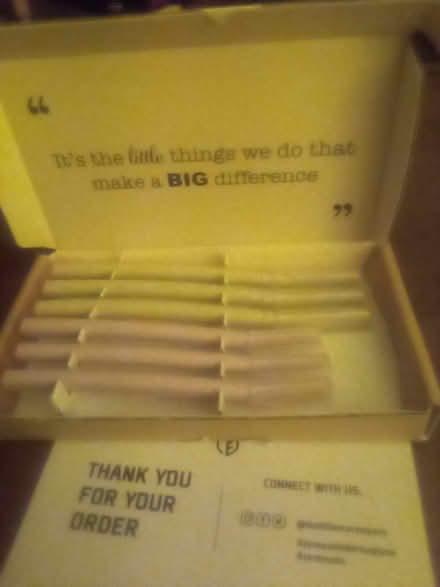 “
It's the little things we do that
make a BIG difference
”
E
THANK YOU
FOR YOUR
ORDER
CONNECT WITH US.